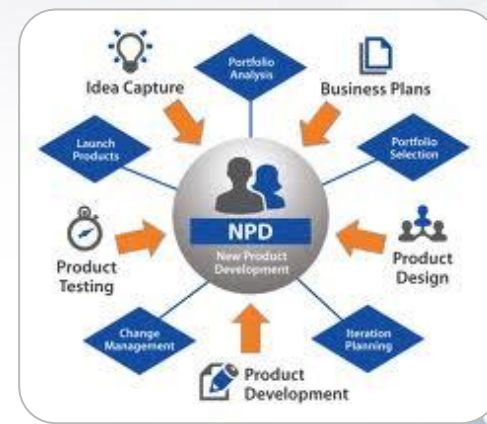 Portfolio
Analysis
Idea Capture
Business Plans
Launch
Products
Portfolio
Selection
NPD
New Product
Development
Product
Testing
Product
Design
Change
Management
Iteration
Planning
Product
Development